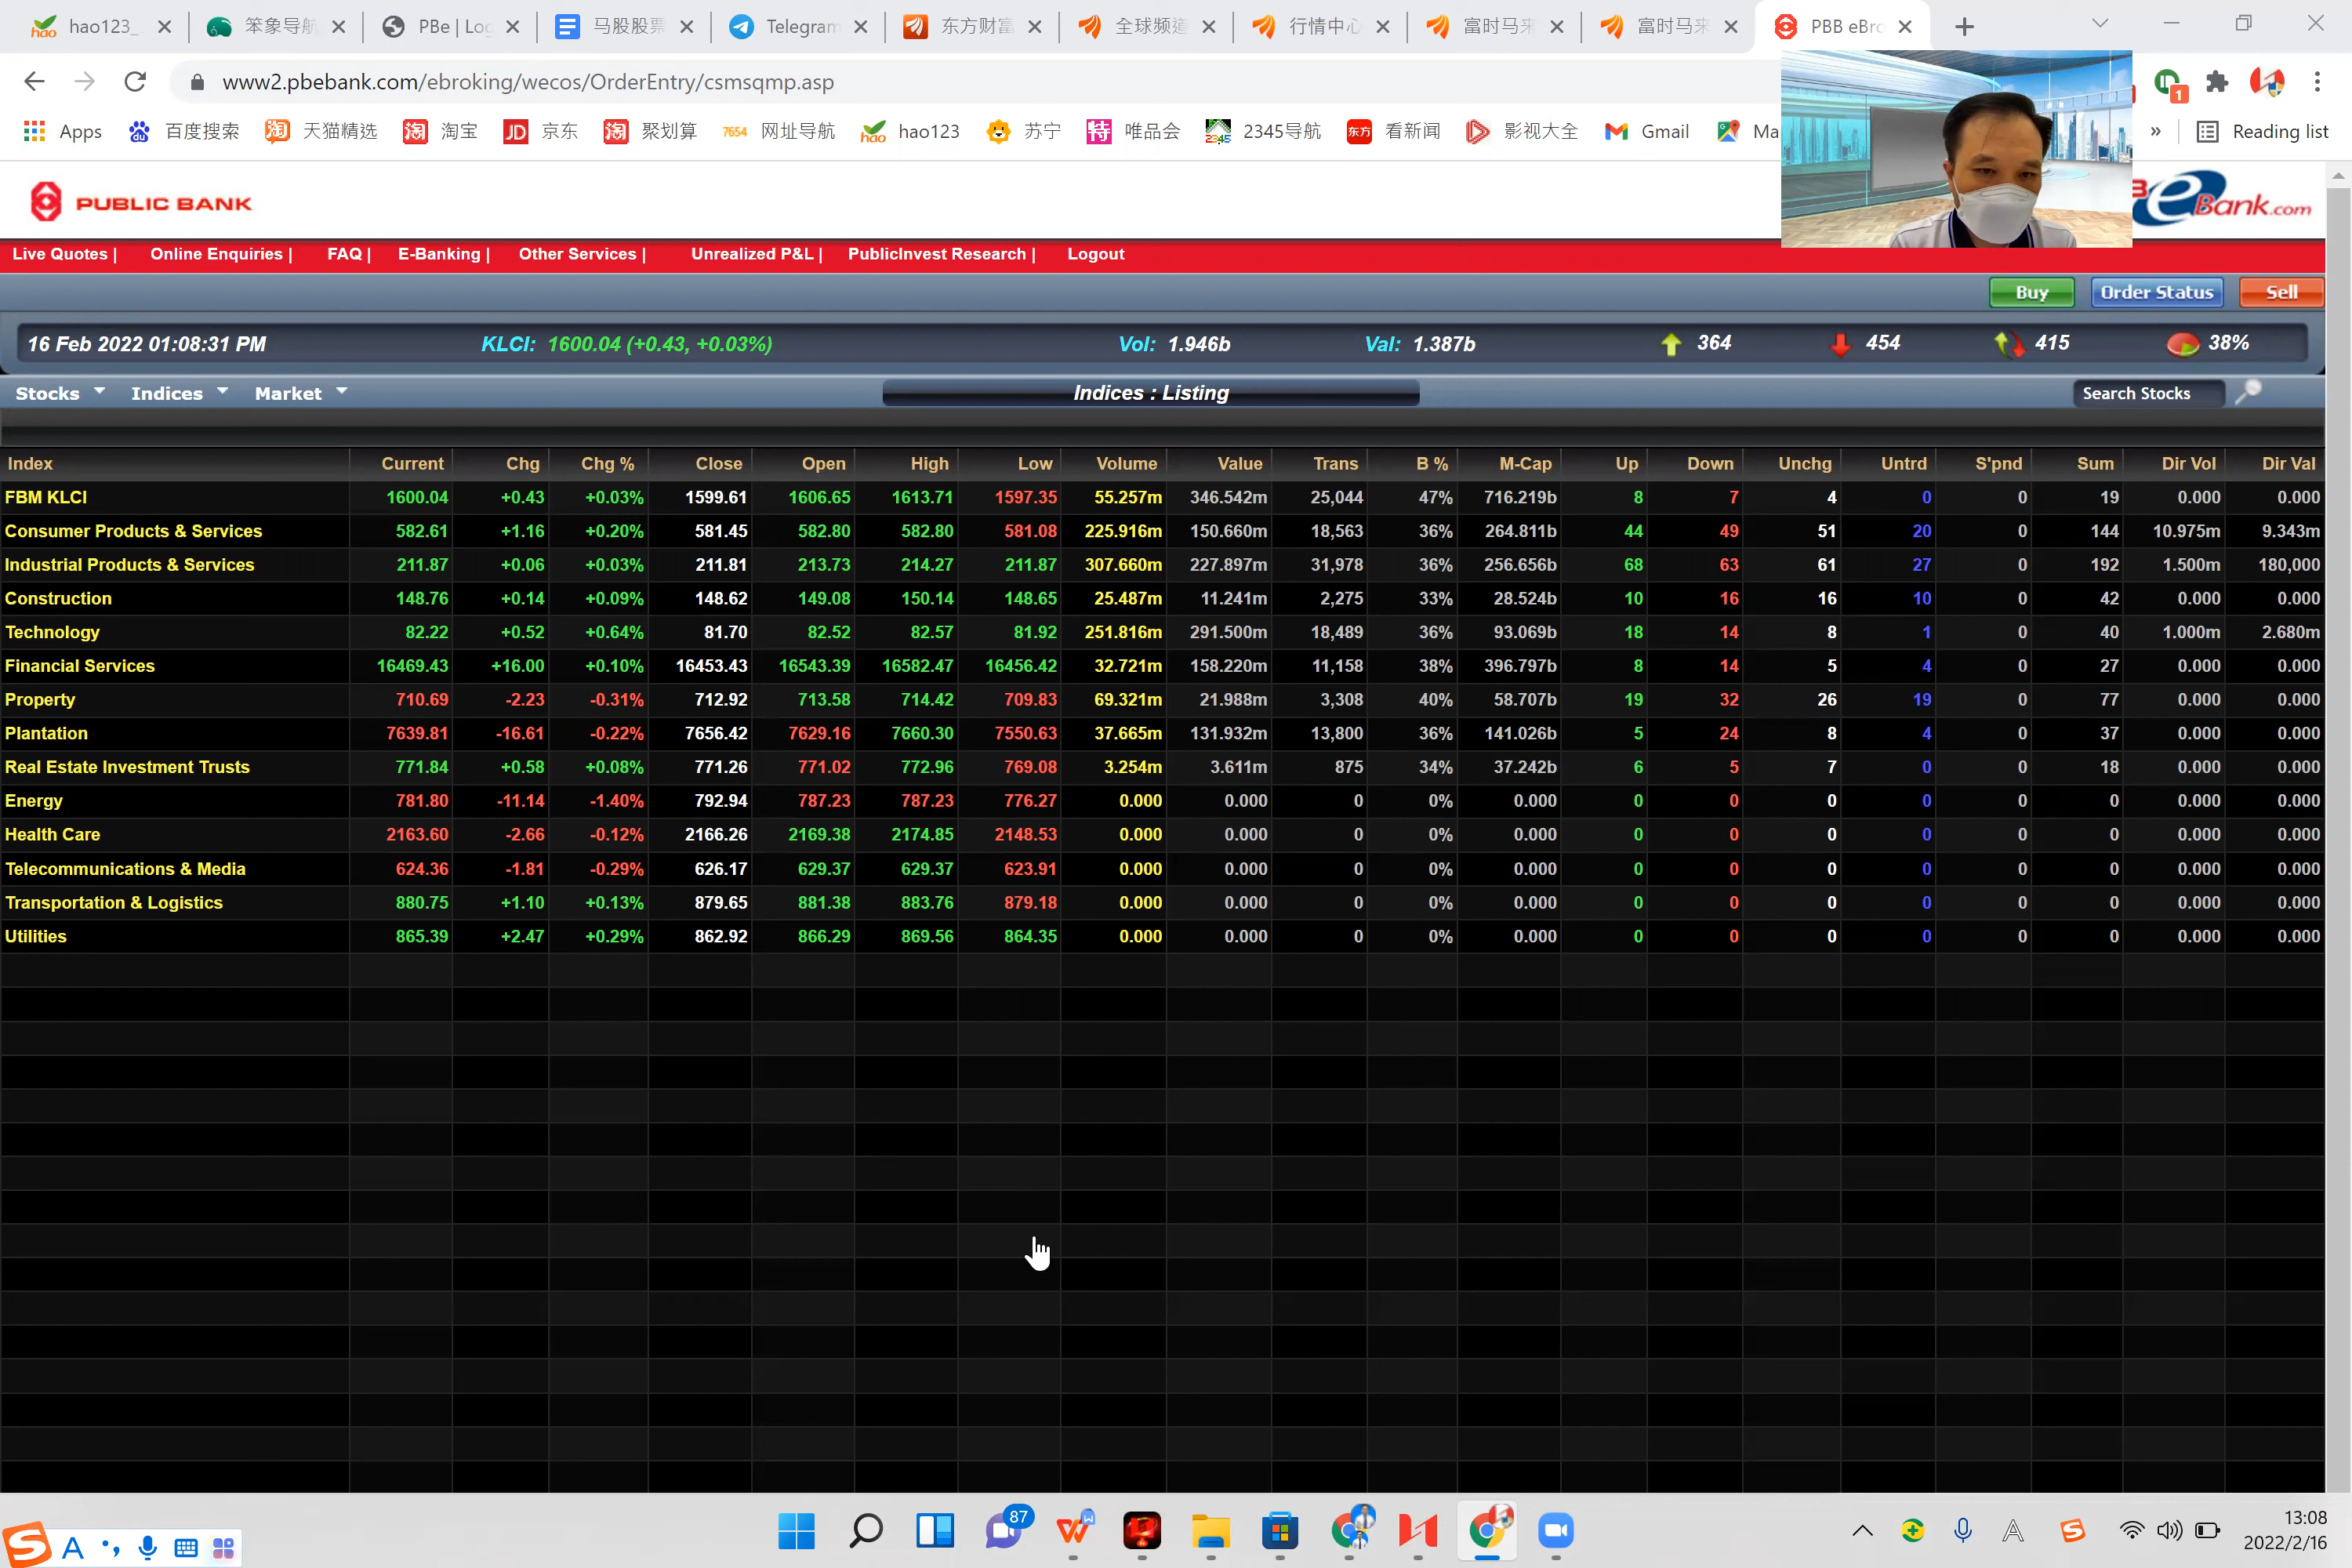 hao123_ 笨象导航 PBe | Log 马股股票 Telegram 东方财富 全球频道 行情中心 富时马来 富时马来 PBB eBro
www2.pbebank.com/ebroking/wecos/OrderEntry/csmsqmp.asp
Apps 百度搜索 天猫精选 淘宝 京东 聚划算 网址导航 hao123 苏宁 唯品会 2345导航 看新闻 影视大全 Gmail Ma » Reading list
PUBLIC BANK eBank.com
Live Quotes | Online Enquiries | FAQ | E-Banking | Other Services | Unrealized P&L | PublicInvest Research | Logout
Buy Order Status Sell
16 Feb 2022 01:08:31 PM KLCI: 1600.04 (+0.43, +0.03%) Vol: 1.946b Val: 1.387b 364 454 415 38%
Stocks Indices Market Indices : Listing Search Stocks
Index Current Chg Chg % Close Open High Low Volume Value Trans B % M-Cap Up Down Unchg Untrd S'pnd Sum Dir Vol Dir Val
FBM KLCI 1600.04 +0.43 +0.03% 1599.61 1606.65 1613.71 1597.35 55.257m 346.542m 25,044 47% 716.219b 8 7 4 0 0 19 0.000 0.000
Consumer Products & Services 582.61 +1.16 +0.20% 581.45 582.80 582.80 581.08 225.916m 150.660m 18,563 36% 264.811b 44 49 51 20 0 144 10.975m 9.343m
Industrial Products & Services 211.87 +0.06 +0.03% 211.81 213.73 214.27 211.87 307.660m 227.897m 31,978 36% 256.656b 68 63 61 27 0 192 1.500m 180,000
Construction 148.76 +0.14 +0.09% 148.62 149.08 150.14 148.65 25.487m 11.241m 2,275 33% 28.524b 10 16 16 10 0 42 0.000 0.000
Technology 82.22 +0.52 +0.64% 81.70 82.52 82.57 81.92 251.816m 291.500m 18,489 36% 93.069b 18 14 8 1 0 40 1.000m 2.680m
Financial Services 16469.43 +16.00 +0.10% 16453.43 16543.39 16582.47 16456.42 32.721m 158.220m 11,158 38% 396.797b 8 14 5 4 0 27 0.000 0.000
Property 710.69 -2.23 -0.31% 712.92 713.58 714.42 709.83 69.321m 21.988m 3,308 40% 58.707b 19 32 26 19 0 77 0.000 0.000
Plantation 7639.81 -16.61 -0.22% 7656.42 7629.16 7660.30 7550.63 37.665m 131.932m 13,800 36% 141.026b 5 24 8 4 0 37 0.000 0.000
Real Estate Investment Trusts 771.84 +0.58 +0.08% 771.26 771.02 772.96 769.08 3.254m 3.611m 875 34% 37.242b 6 5 7 0 0 18 0.000 0.000
Energy 781.80 -11.14 -1.40% 792.94 787.23 787.23 776.27 0.000 0.000 0 0% 0.000 0 0 0 0 0 0 0.000 0.000
Health Care 2163.60 -2.66 -0.12% 2166.26 2169.38 2174.85 2148.53 0.000 0.000 0 0% 0.000 0 0 0 0 0 0 0.000 0.000
Telecommunications & Media 624.36 -1.81 -0.29% 626.17 629.37 629.37 623.91 0.000 0.000 0 0% 0.000 0 0 0 0 0 0 0.000 0.000
Transportation & Logistics 880.75 +1.10 +0.13% 879.65 881.38 883.76 879.18 0.000 0.000 0 0% 0.000 0 0 0 0 0 0 0.000 0.000
Utilities 865.39 +2.47 +0.29% 862.92 866.29 869.56 864.35 0.000 0.000 0 0% 0.000 0 0 0 0 0 0 0.000 0.000
87
13:08
2022/2/16